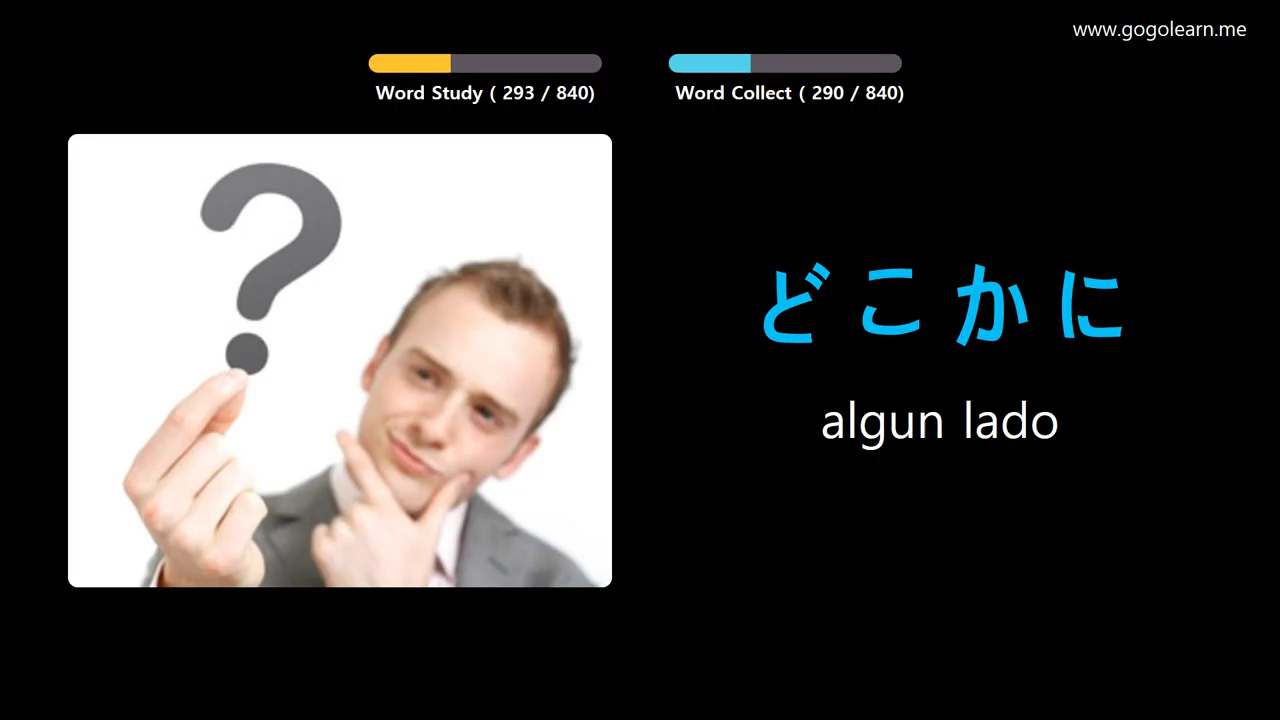 www.gogolearn.me
Word Study ( 293 / 840)
Word Collect ( 290 / 840)
?
どこかに
algun lado